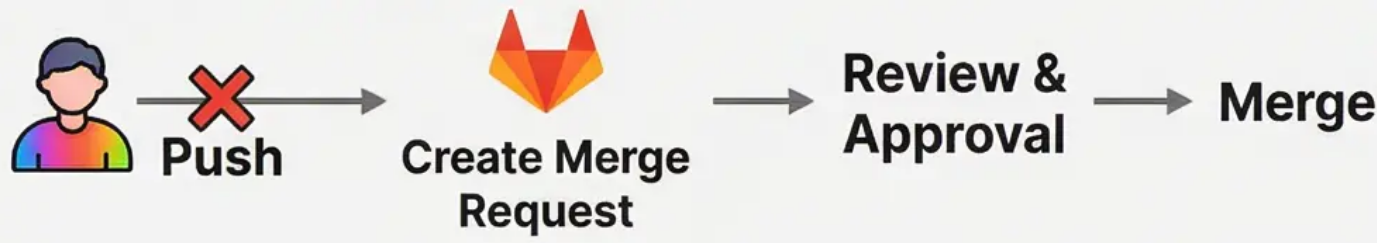 Push
Create Merge
Request
Review &
Approval
Merge